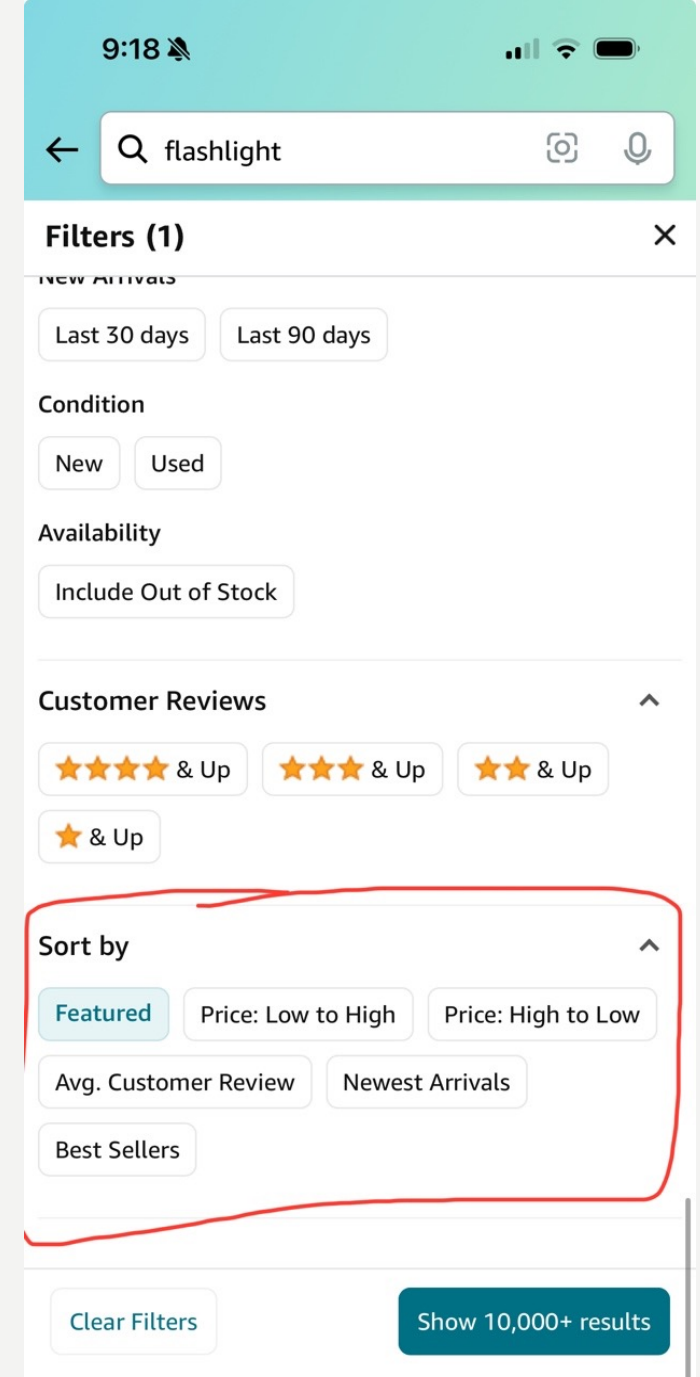 9:18
flashlight
Filters (1)
New Arrivals
Last 30 days Last 90 days
Condition
New Used
Availability
Include Out of Stock
Customer Reviews
& Up & Up & Up
& Up
Sort by
Featured Price: Low to High Price: High to Low
Avg. Customer Review Newest Arrivals
Best Sellers
Clear Filters Show 10,000+ results